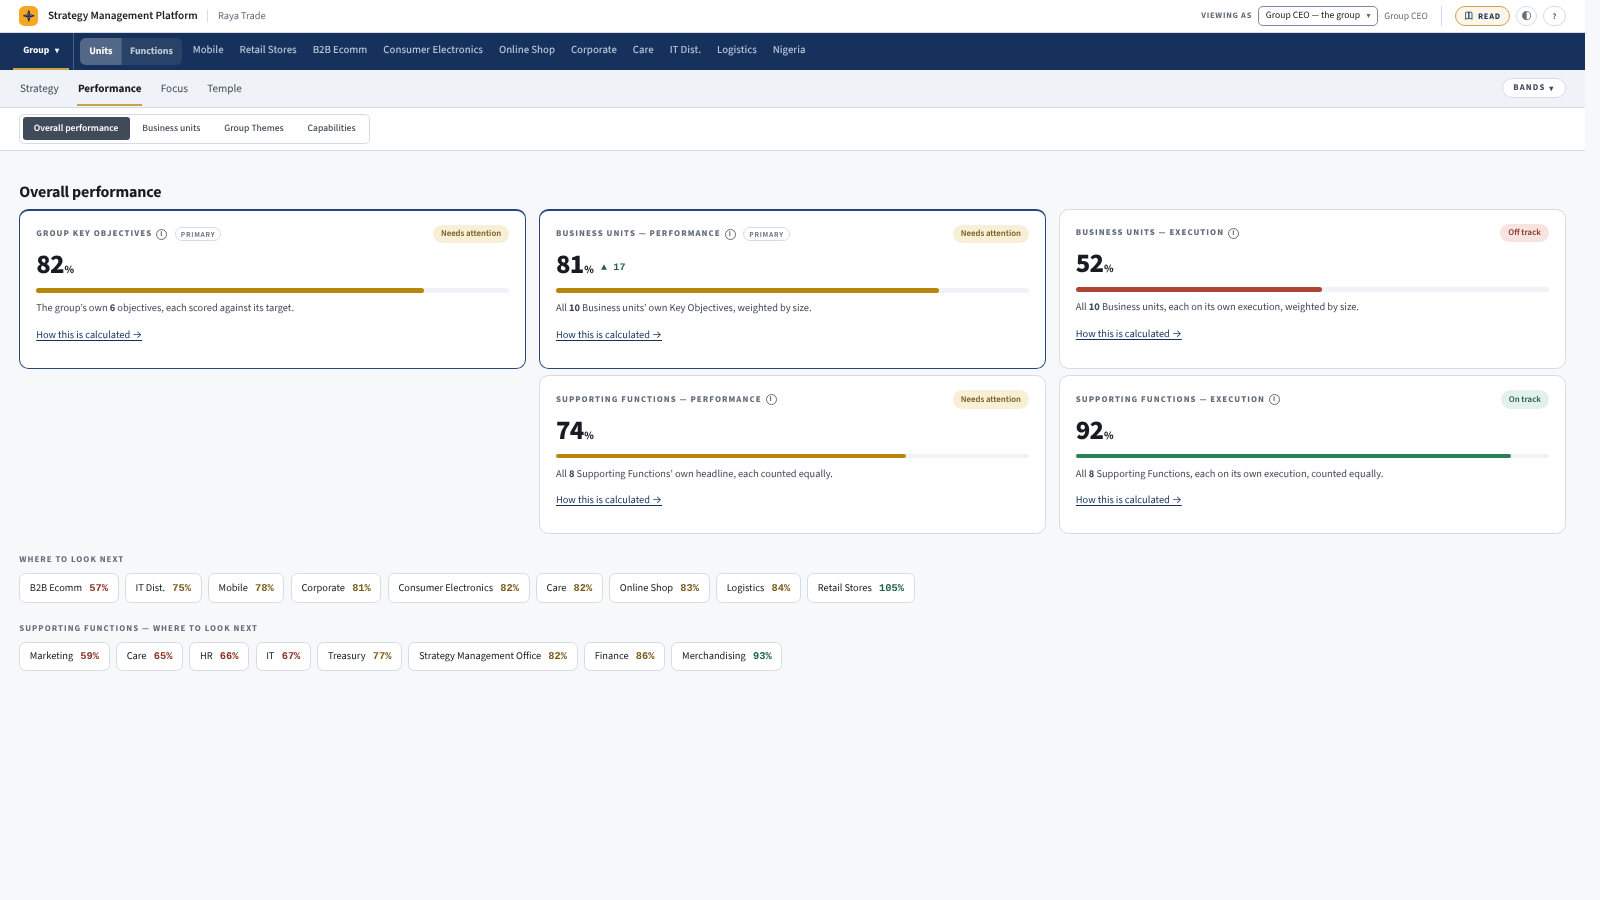 Strategy Management Platform Raya Trade VIEWING AS Group CEO — the group ▾ Group CEO READ ?
Group ▾ Units Functions Mobile Retail Stores B2B Ecomm Consumer Electronics Online Shop Corporate Care IT Dist. Logistics Nigeria
Strategy Performance Focus Temple BANDS ▾
Overall performance Business units Group Themes Capabilities
Overall performance
GROUP KEY OBJECTIVES i PRIMARY Needs attention
82%
The group's own 6 objectives, each scored against its target.
How this is calculated →
BUSINESS UNITS — PERFORMANCE i PRIMARY Needs attention
81% ▲ 17
All 10 Business units' own Key Objectives, weighted by size.
How this is calculated →
BUSINESS UNITS — EXECUTION i Off track
52%
All 10 Business units, each on its own execution, weighted by size.
How this is calculated →
SUPPORTING FUNCTIONS — PERFORMANCE i Needs attention
74%
All 8 Supporting Functions' own headline, each counted equally.
How this is calculated →
SUPPORTING FUNCTIONS — EXECUTION i On track
92%
All 8 Supporting Functions, each on its own execution, counted equally.
How this is calculated →
WHERE TO LOOK NEXT
B2B Ecomm 57% IT Dist. 75% Mobile 78% Corporate 81% Consumer Electronics 82% Care 82% Online Shop 83% Logistics 84% Retail Stores 105%
SUPPORTING FUNCTIONS — WHERE TO LOOK NEXT
Marketing 59% Care 65% HR 66% IT 67% Treasury 77% Strategy Management Office 82% Finance 86% Merchandising 93%